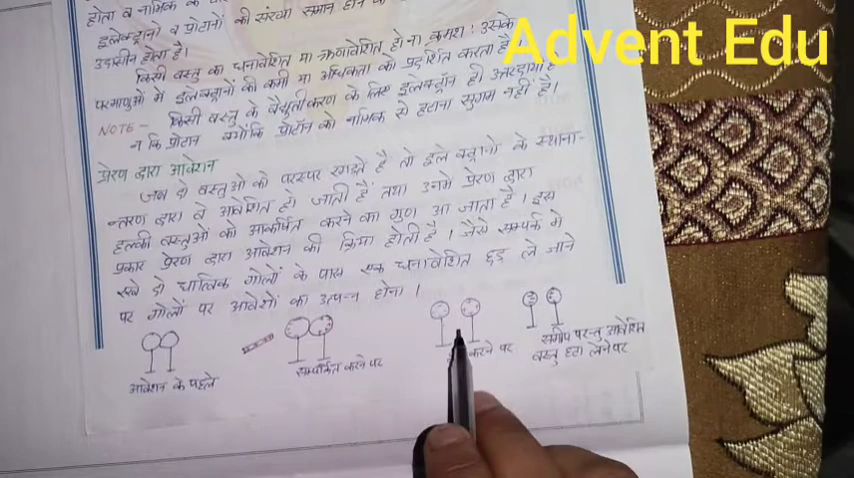 Advent Edu
होता व नाभिक के
इलेक्ट्रानो व प्रोटानों की संख्या समान होने के
उदासीन होता है।
किसी वस्तु का धनावेशित या ऋणावेशित होना क्रमशः उसके
परमाणुओं में इलेक्ट्रानों की कमी या अधिकता को प्रदर्शित करता है
NOTE - किसी वस्तु के वैद्युतीकरण के लिए इलेक्ट्रॉन ही उत्तरदायी है
न कि प्रोटान क्योंकि प्रोटॉन को नाभिक से हटाना सुगम नहीं है।
प्रेरण द्वारा आवेशन
जब दो वस्तुओ को परस्पर रगड़ते है तो इलेक्ट्रानो के स्थाना-
न्तरण द्वारा वे आवेशित हो जाती है तथा उनमे प्रेरण द्वारा
हल्की वस्तुओं को आकर्षित करने का गुण आ जाता है। इस
प्रकार प्रेरण द्वारा आवेशन की क्रिया होती है। जैसे सम्पर्क मे
रखे दो चालिक गोलों के पास एक धनावेशित छड़ ले जाने
पर गोलों पर आवेशों का उत्पन्न होना।
आवेशन के पहले
सम्पर्कित करने पर
करने पर
समीप परन्तु आवेशित
वस्तु हटा लेने पर